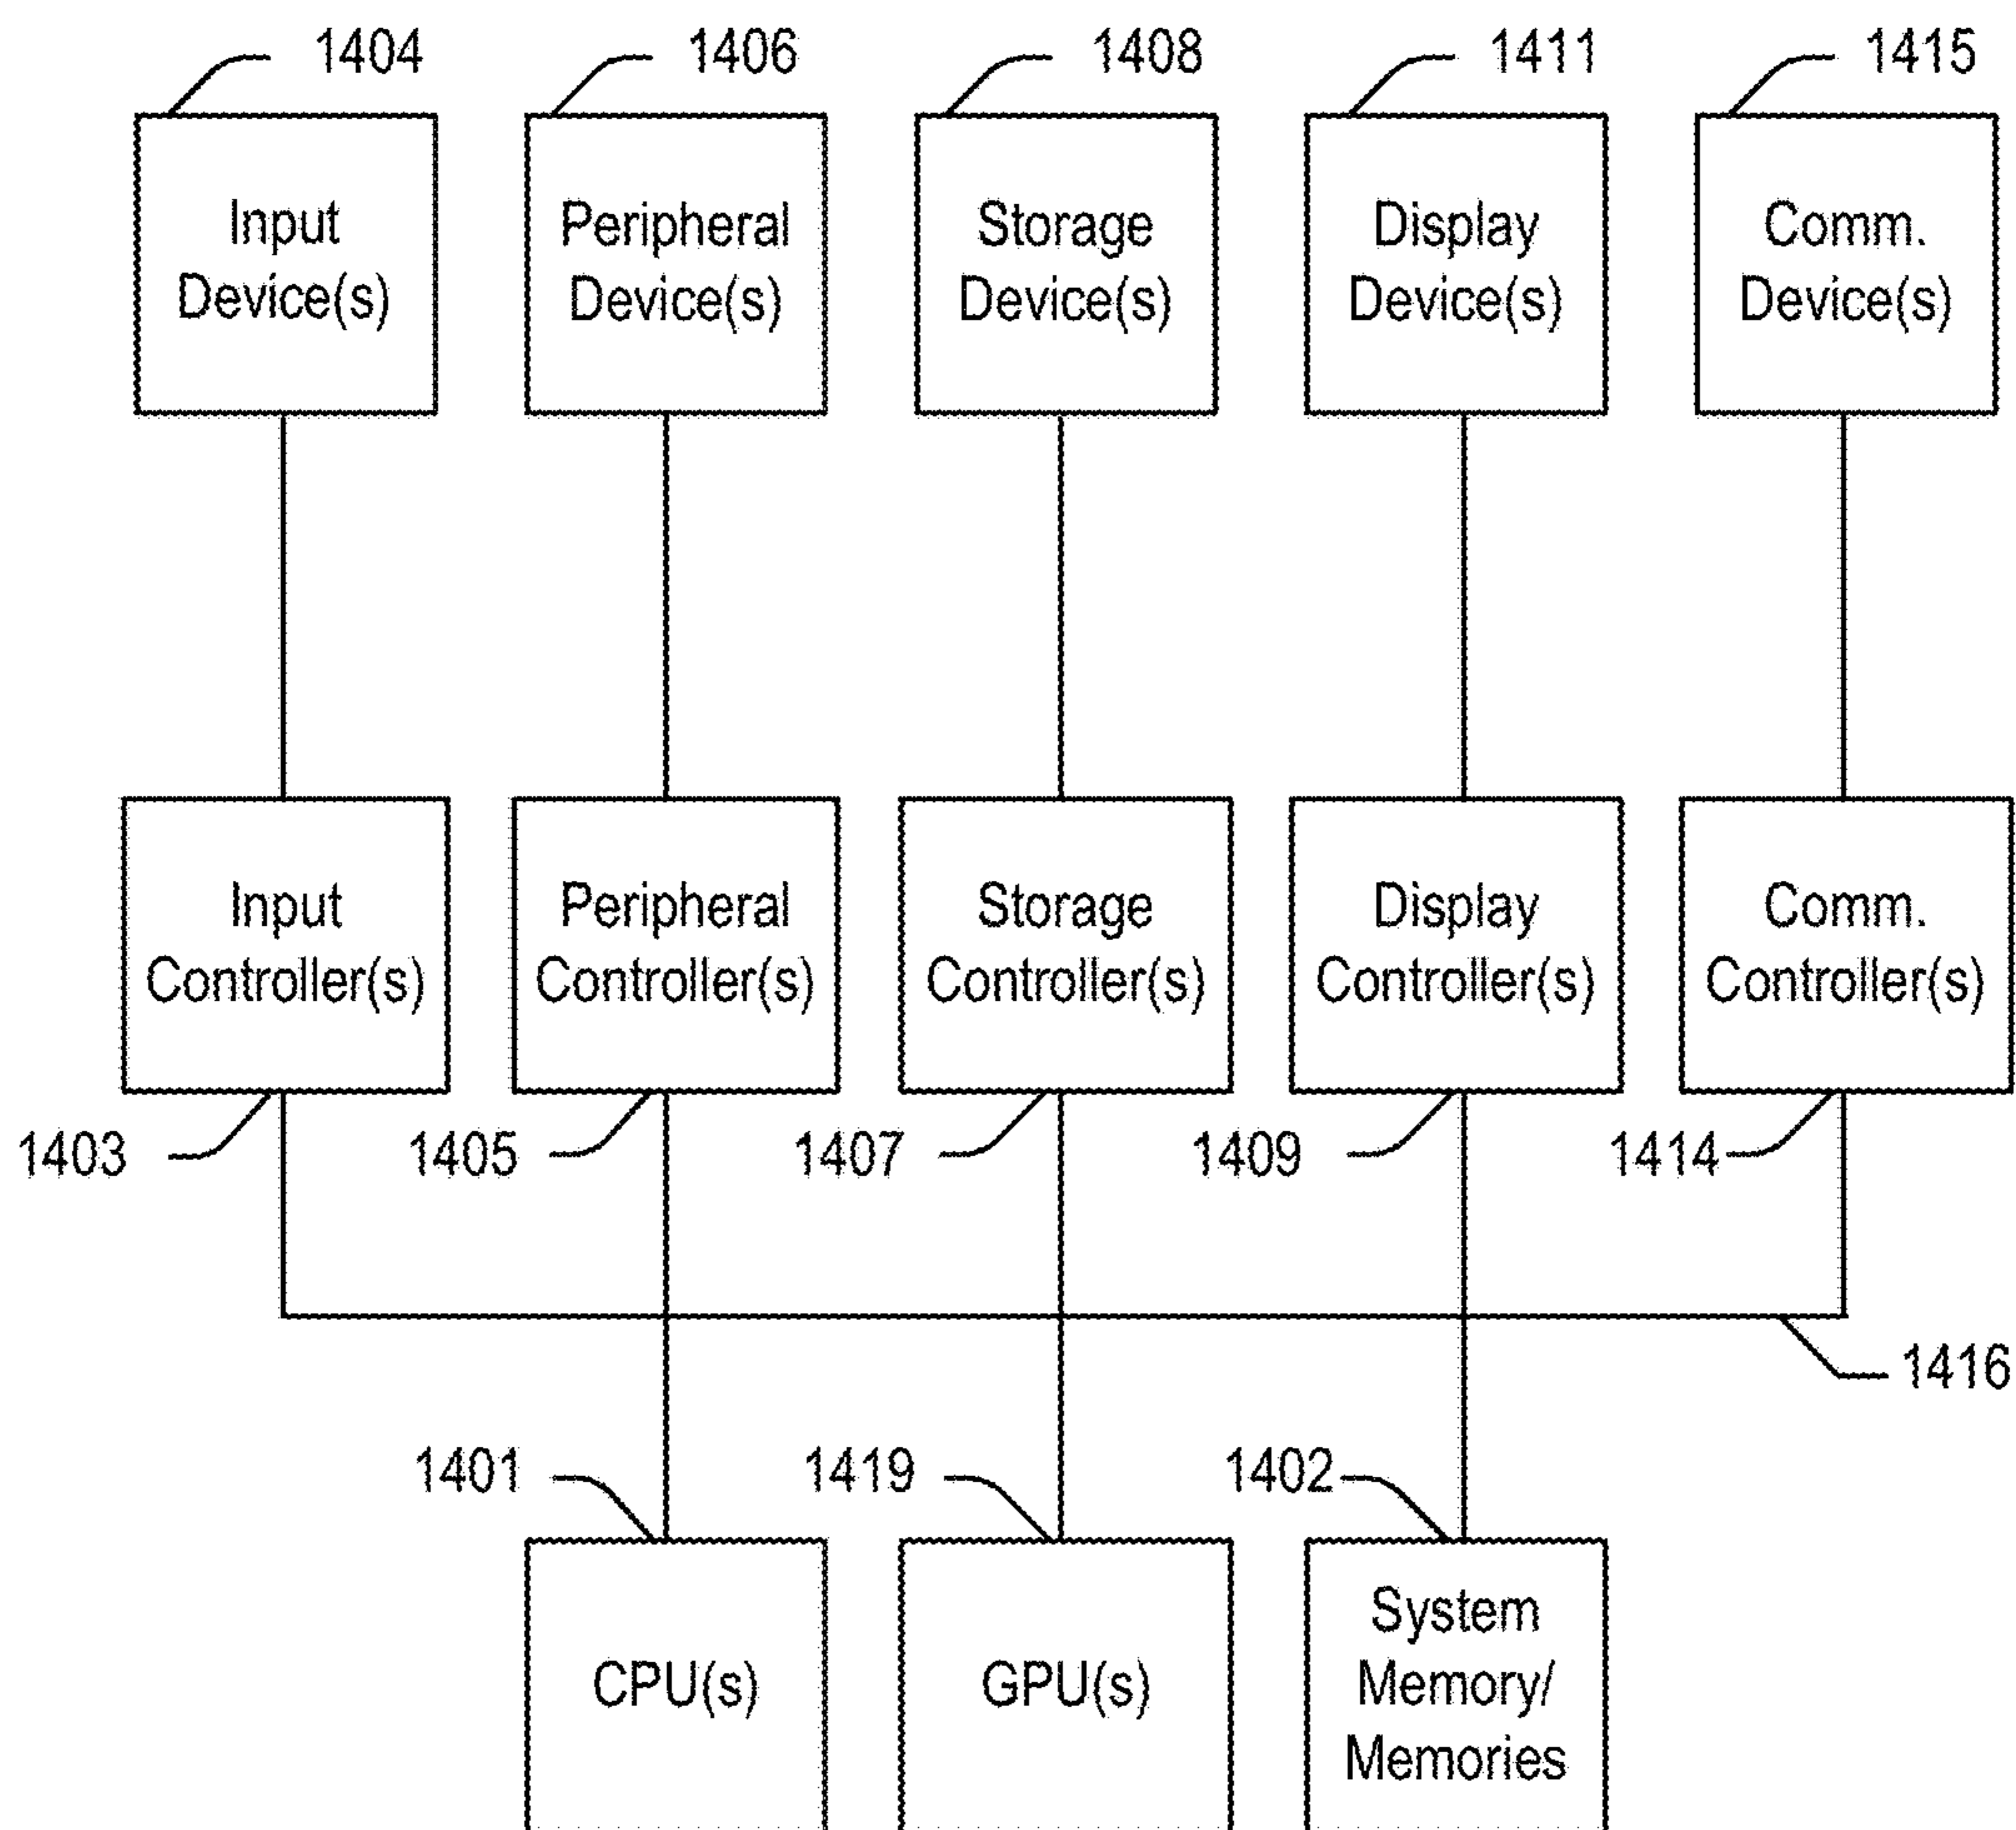 1404
1406
1408
1411
1415
Input
Device(s)
Peripheral
Device(s)
Storage
Device(s)
Display
Device(s)
Comm.
Device(s)
Input
Controller(s)
Peripheral
Controller(s)
Storage
Controller(s)
Display
Controller(s)
Comm.
Controller(s)
1403
1405
1407
1409
1414
1416
1401
1419
1402
CPU(s)
GPU(s)
System
Memory/
Memories